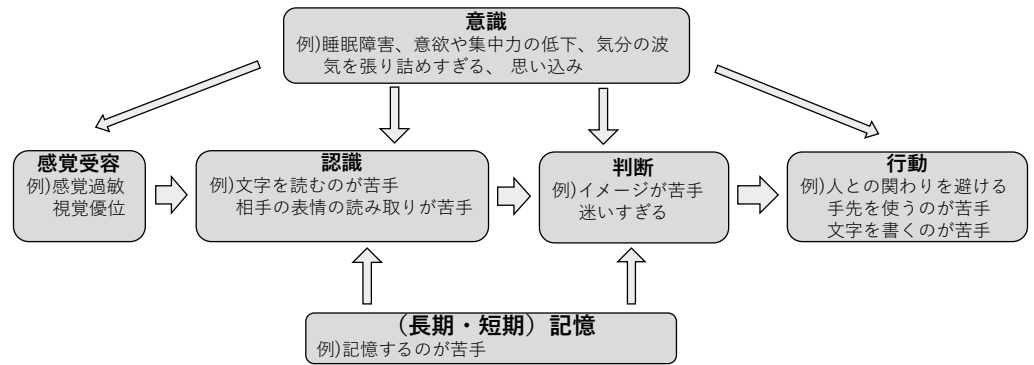 意識
例)睡眠障害、意欲や集中力の低下、気分の波
気を張り詰めすぎる、 思い込み
感覚受容
例)感覚過敏
視覚優位
認識
例)文字を読むのが苦手
相手の表情の読み取りが苦手
判断
例)イメージが苦手
迷いすぎる
行動
例)人との関わりを避ける
手先を使うのが苦手
文字を書くのが苦手
(長期・短期)記憶
例)記憶するのが苦手